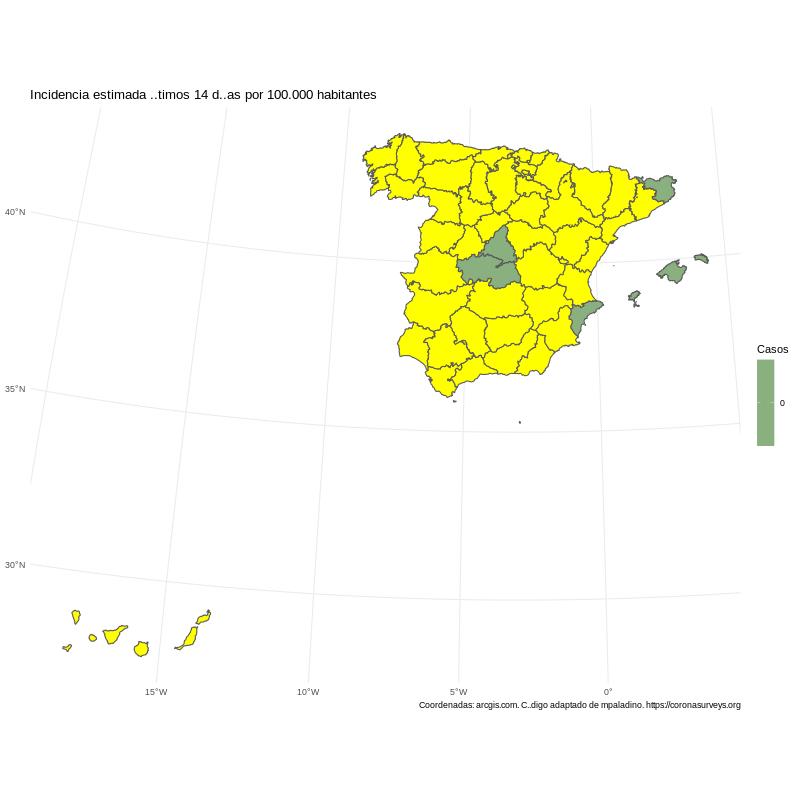 Incidencia estimada ..timos 14 d..as por 100.000 habitantes
40°N
35°N
30°N
15°W
10°W
5°W
0°
Casos
0
Coordenadas: arcgis.com. C..digo adaptado de mpaladino. https://coronasurveys.org